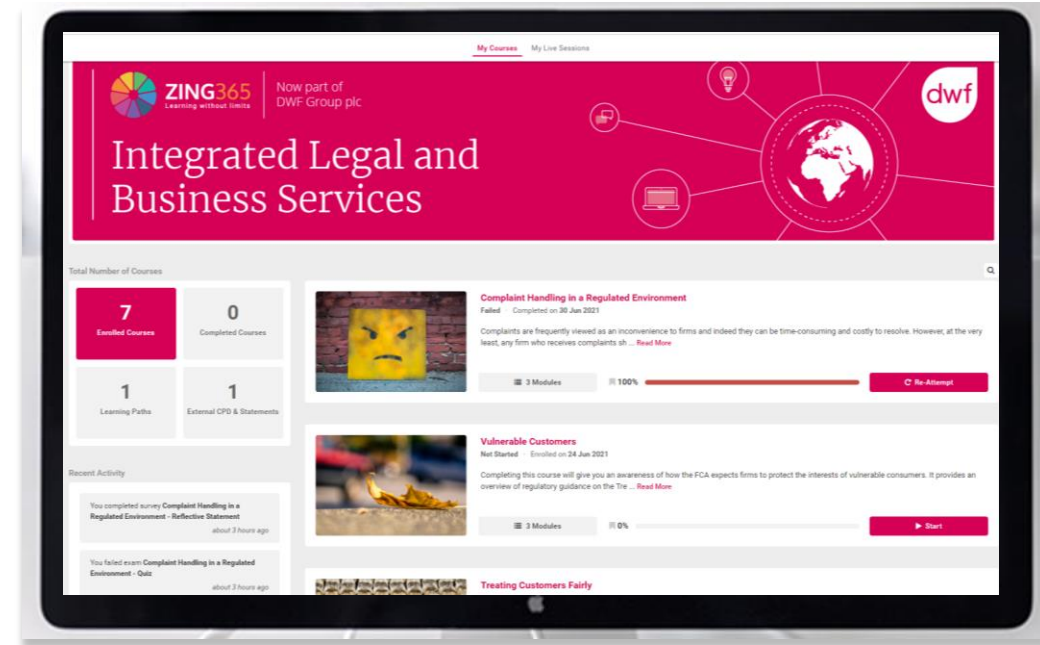 My Courses My Live Sessions
ZING365
Learning without limits
Now part of
DWF Group plc
dwf
Integrated Legal and
Business Services
Total Number of Courses
7
Enrolled Courses
0
Completed Courses
1
Learning Paths
1
External CPD & Statements
Recent Activity
You completed survey Complaint Handling in a
Regulated Environment - Reflective Statement
about 3 hours ago
You failed exam Complaint Handling in a Regulated
Environment - Quiz
about 3 hours ago
Complaint Handling in a Regulated Environment
Failed · Completed on 30 Jun 2021
Complaints are frequently viewed as an inconvenience to firms and indeed they can be time-consuming and costly to resolve. However, at the very
least, any firm who receives complaints sh ... Read More
3 Modules 100% Re-Attempt
Vulnerable Customers
Not Started · Enrolled on 24 Jun 2021
Completing this course will give you an awareness of how the FCA expects firms to protect the interests of vulnerable consumers. It provides an
overview of regulatory guidance on the Tre ... Read More
3 Modules 0% Start
Treating Customers Fairly